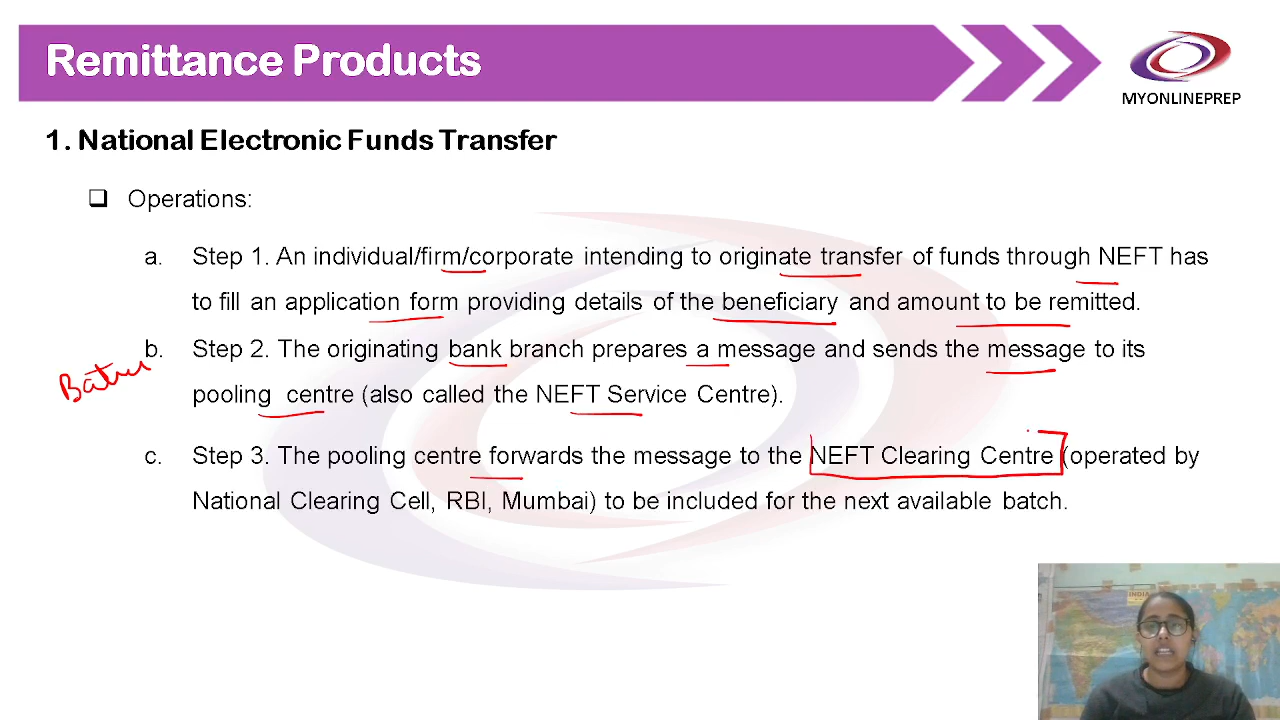 Remittance Products
MYONLINEPREP
1. National Electronic Funds Transfer
❑ Operations:
a. Step 1. An individual/firm/corporate intending to originate transfer of funds through NEFT has
to fill an application form providing details of the beneficiary and amount to be remitted.
b. Step 2. The originating bank branch prepares a message and sends the message to its
pooling centre (also called the NEFT Service Centre).
c. Step 3. The pooling centre forwards the message to the NEFT Clearing Centre (operated by
National Clearing Cell, RBI, Mumbai) to be included for the next available batch.
INDIA